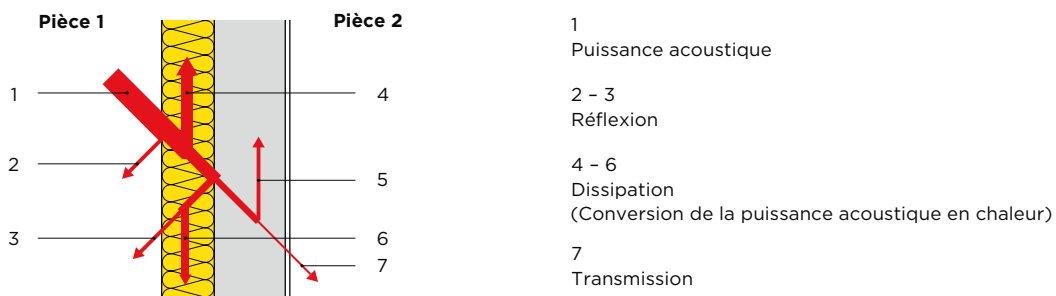 Pièce 1
Pièce 2
1
2
3
4
5
6
7
1
Puissance acoustique
2 – 3
Réflexion
4 – 6
Dissipation
(Conversion de la puissance acoustique en chaleur)
7
Transmission